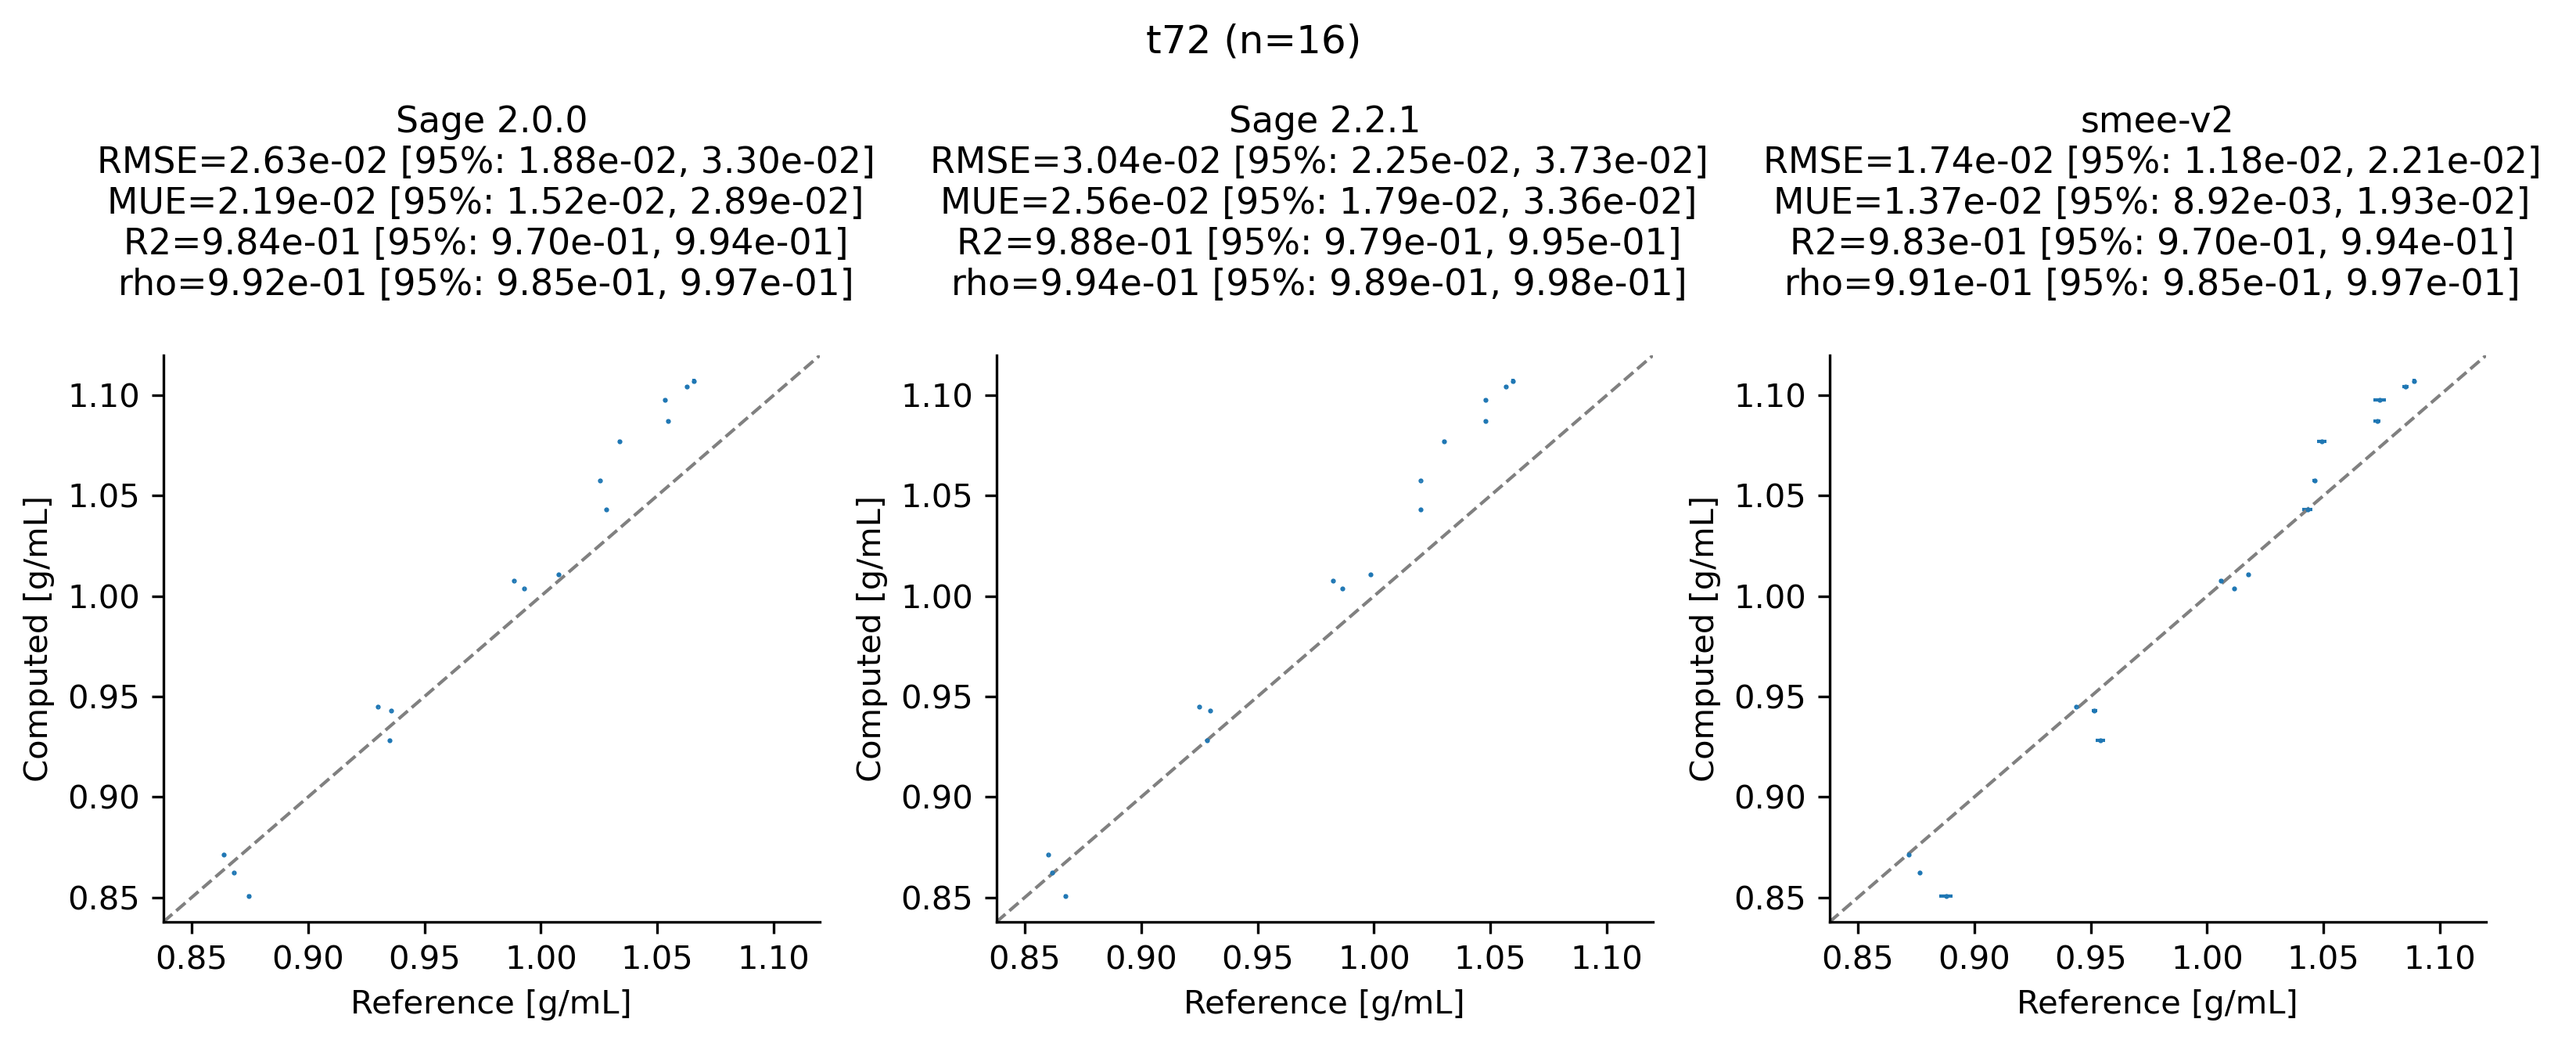 t72 (n=16)
Sage 2.0.0
RMSE=2.63e-02 [95%: 1.88e-02, 3.30e-02]
MUE=2.19e-02 [95%: 1.52e-02, 2.89e-02]
R2=9.84e-01 [95%: 9.70e-01, 9.94e-01]
rho=9.92e-01 [95%: 9.85e-01, 9.97e-01]
1.10
1.05
1.00
0.95
0.90
0.85
Computed [g/mL]
0.85 0.90 0.95 1.00 1.05 1.10
Reference [g/mL]
Sage 2.2.1
RMSE=3.04e-02 [95%: 2.25e-02, 3.73e-02]
MUE=2.56e-02 [95%: 1.79e-02, 3.36e-02]
R2=9.88e-01 [95%: 9.79e-01, 9.95e-01]
rho=9.94e-01 [95%: 9.89e-01, 9.98e-01]
1.10
1.05
1.00
0.95
0.90
0.85
Computed [g/mL]
0.85 0.90 0.95 1.00 1.05 1.10
Reference [g/mL]
smee-v2
RMSE=1.74e-02 [95%: 1.18e-02, 2.21e-02]
MUE=1.37e-02 [95%: 8.92e-03, 1.93e-02]
R2=9.83e-01 [95%: 9.70e-01, 9.94e-01]
rho=9.91e-01 [95%: 9.85e-01, 9.97e-01]
1.10
1.05
1.00
0.95
0.90
0.85
Computed [g/mL]
0.85 0.90 0.95 1.00 1.05 1.10
Reference [g/mL]